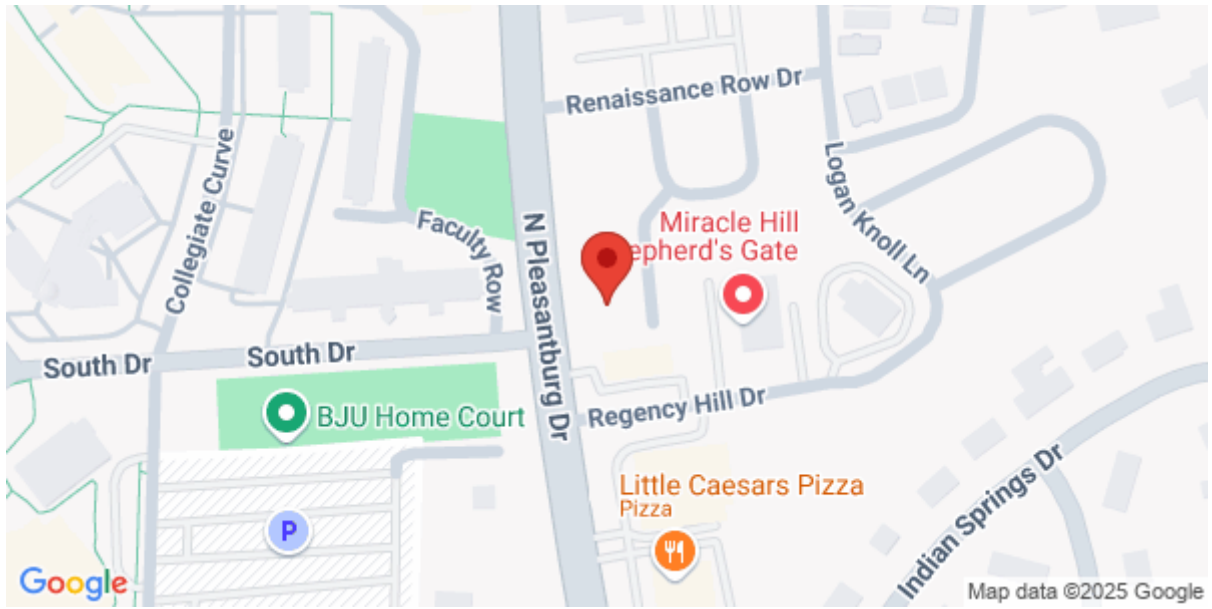 Renaissance Row Dr
Collegiate Curve
Logan Knoll Ln
Faculty Row
N Pleasantburg Dr
Miracle Hill
epherd's Gate
South Dr
South Dr
BJU Home Court
Regency Hill Dr
Little Caesars Pizza
Pizza
P
Indian Springs Dr
Google
Map data ©2025 Google